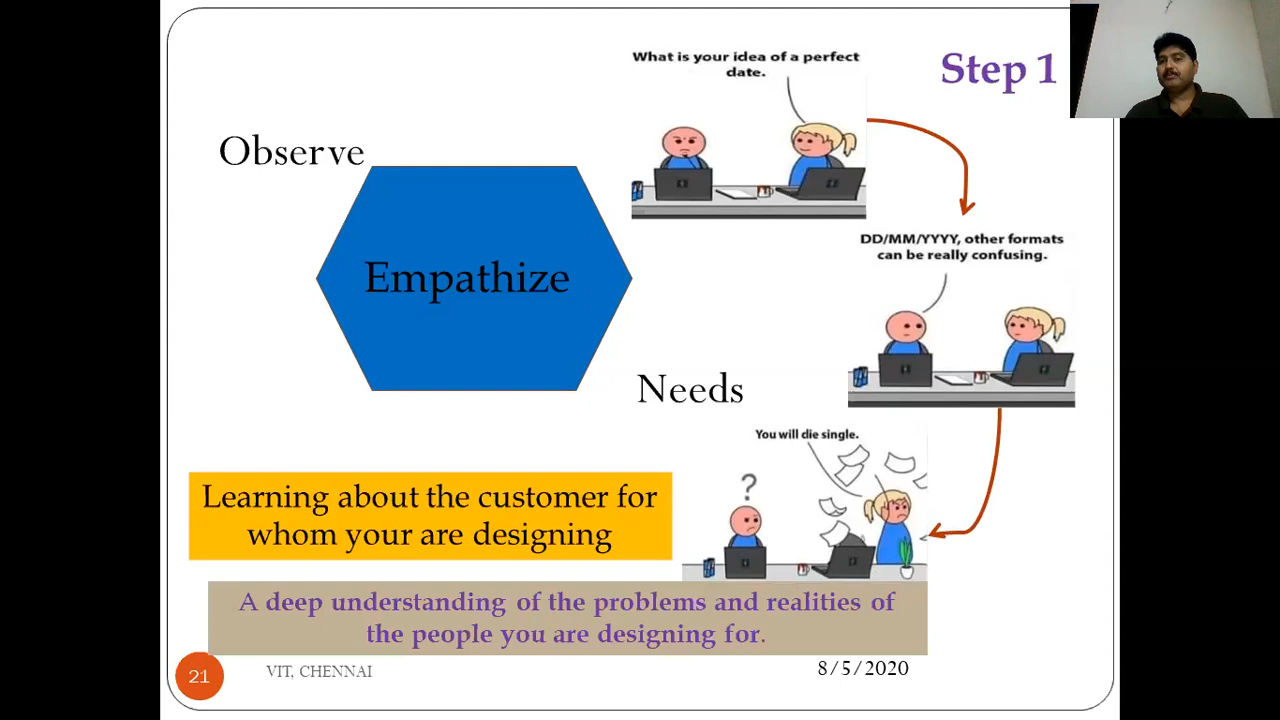 What is your idea of a perfect
date.
Step 1
Observe
Empathize
DD/MM/YYYY, other formats
can be really confusing.
Needs
You will die single.
?
Learning about the customer for
whom your are designing
A deep understanding of the problems and realities of
the people you are designing for.
21
VIT, CHENNAI
8/5/2020